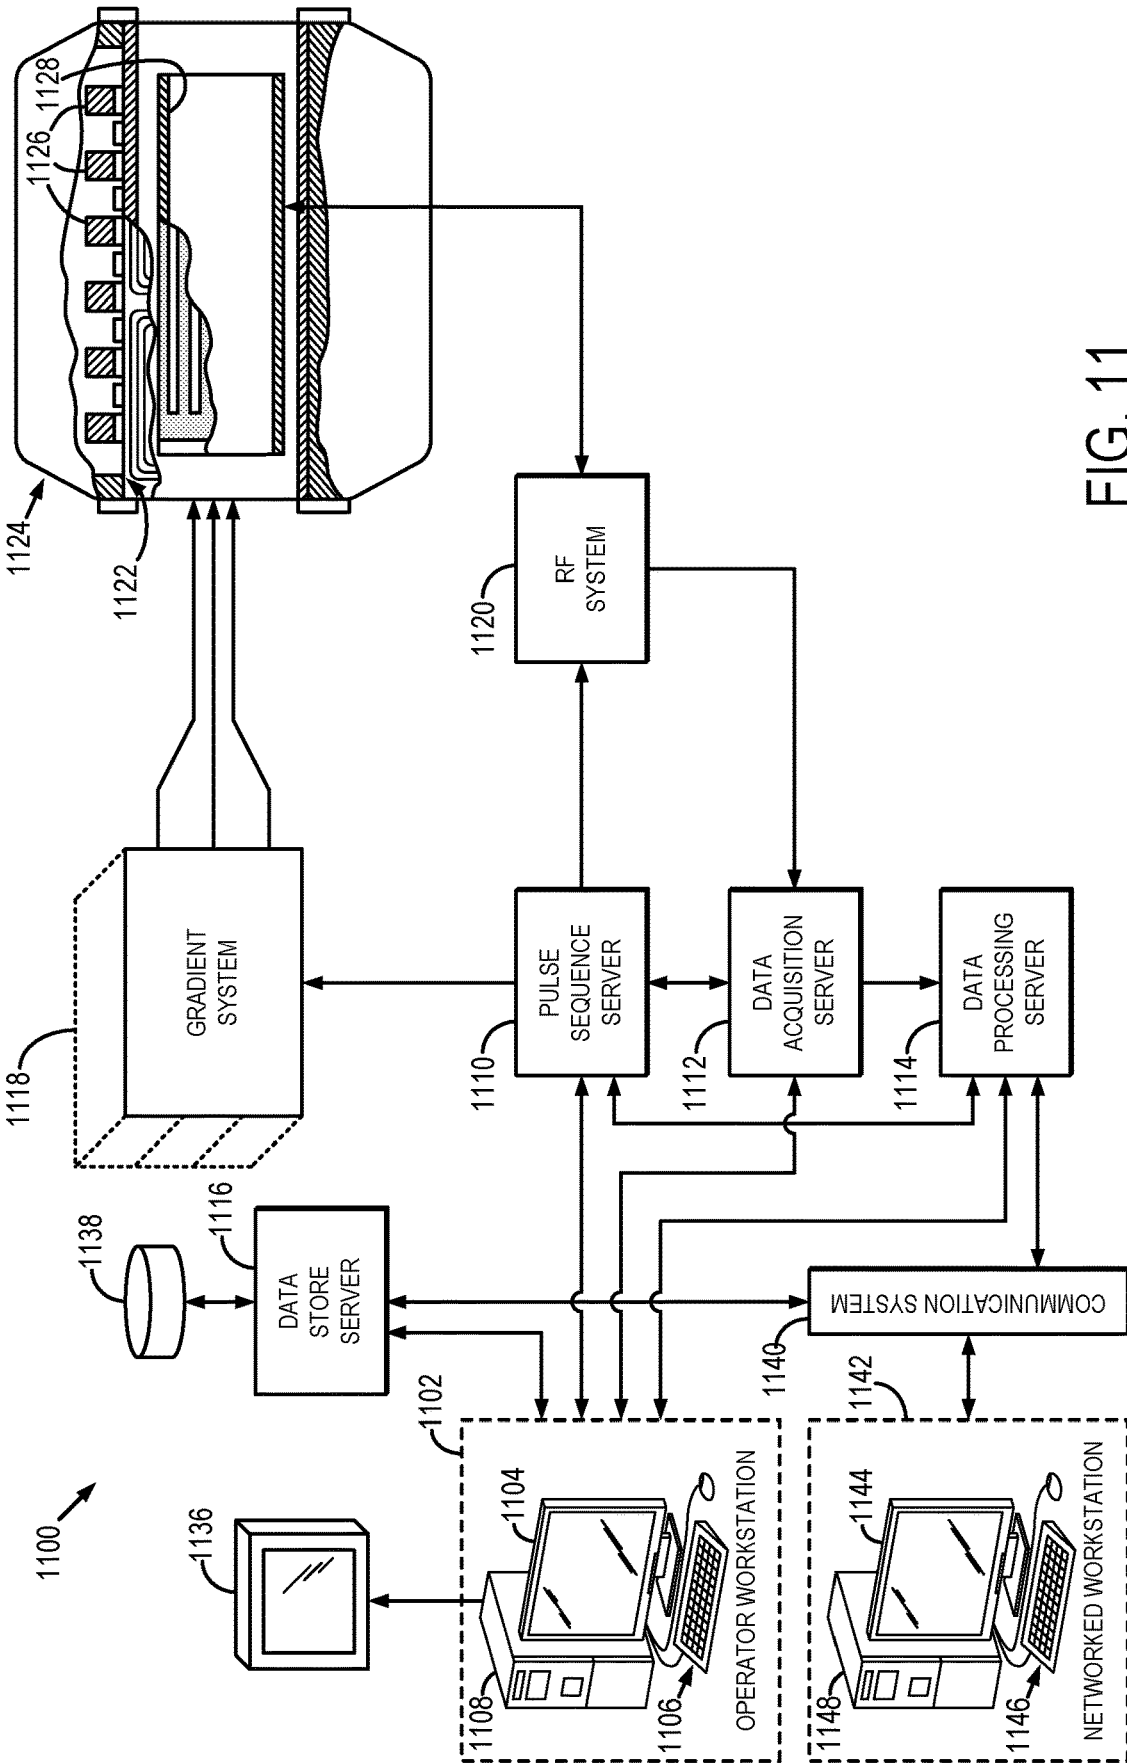 1100
1136
1138
1116
DATA
STORE
SERVER
1118
GRADIENT
SYSTEM
1124
1122
1126
1128
1102
1104
1108
1106
OPERATOR WORKSTATION
1110
PULSE
SEQUENCE
SERVER
1120
RF
SYSTEM
1112
DATA
ACQUISITION
SERVER
1114
DATA
PROCESSING
SERVER
1140
COMMUNICATION SYSTEM
1142
1144
1148
1146
NETWORKED WORKSTATION
FIG. 11